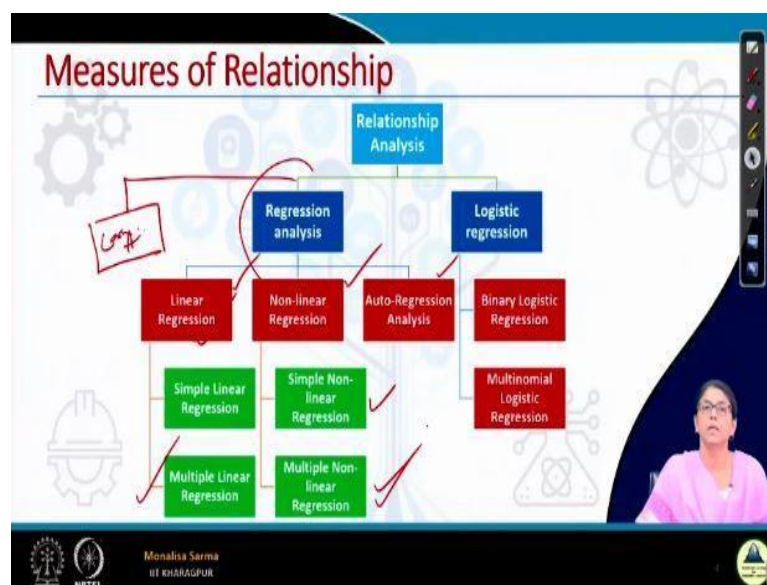 Measures of Relationship
Relationship
Analysis
Regression
analysis
Logistic
regression
Linear
Regression
Non-linear
Regression
Auto-Regression
Analysis
Binary Logistic
Regression
Simple Linear
Regression
Simple Non-
linear
Regression
Multinomial
Logistic
Regression
Multiple Linear
Regression
Multiple Non-
linear
Regression
Monalisa Sarma
IIT KHARAGPUR
NPTEL